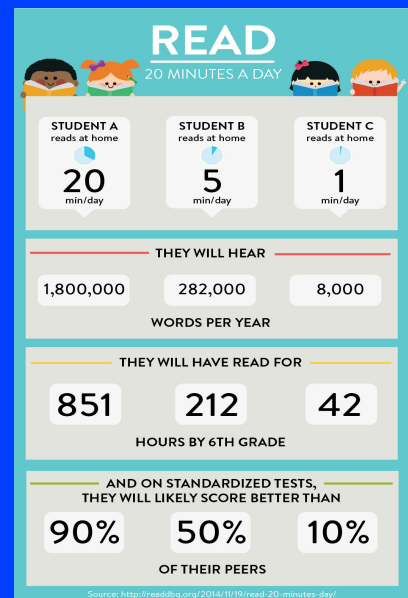 READ
20 MINUTES A DAY
STUDENT A
reads at home
20
min/day
STUDENT B
reads at home
5
min/day
STUDENT C
reads at home
1
min/day
THEY WILL HEAR
1,800,000
282,000
8,000
WORDS PER YEAR
THEY WILL HAVE READ FOR
851
212
42
HOURS BY 6TH GRADE
AND ON STANDARDIZED TESTS,
THEY WILL LIKELY SCORE BETTER THAN
90%
50%
10%
OF THEIR PEERS
Source: http://readdbq.org/2014/11/19/read-20-minutes-day/